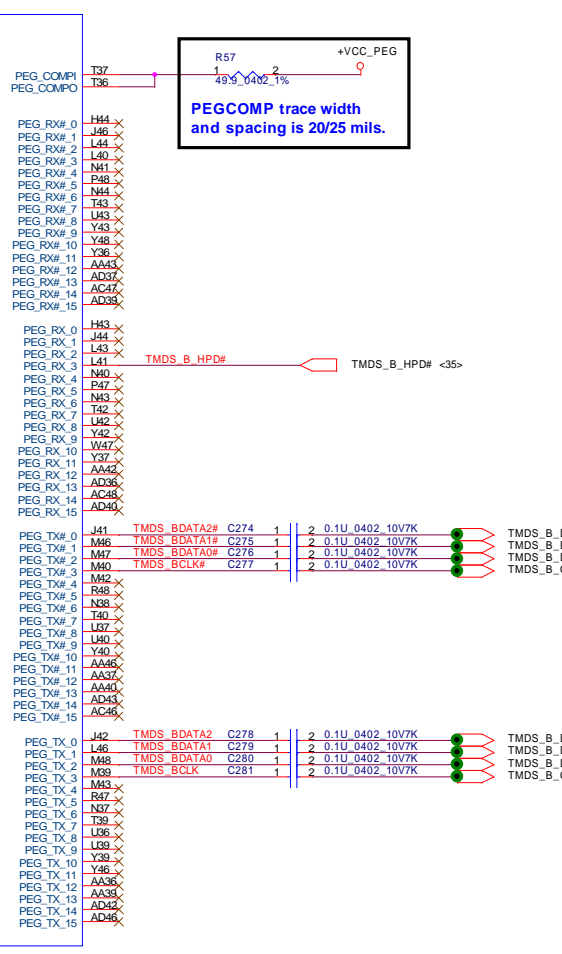 +VCC_PEG
R57
1 2
49.9_0402_1%
PEGCOMP trace width
and spacing is 20/25 mils.
PEG_COMPI T37
PEG_COMPO T36
PEG_RX#_0 H44
PEG_RX#_1 J46
PEG_RX#_2 L44
PEG_RX#_3 L40
PEG_RX#_4 N41
PEG_RX#_5 P48
PEG_RX#_6 N44
PEG_RX#_7 T43
PEG_RX#_8 U43
PEG_RX#_9 Y43
PEG_RX#_10 Y48
PEG_RX#_11 Y36
PEG_RX#_12 AA43
PEG_RX#_13 AD37
PEG_RX#_14 AC47
PEG_RX#_15 AD39
PEG_RX_0 H43
PEG_RX_1 J44
PEG_RX_2 L43
PEG_RX_3 L41 TMDS_B_HPD# TMDS_B_HPD# <35>
PEG_RX_4 N40
PEG_RX_5 P47
PEG_RX_6 N43
PEG_RX_7 T42
PEG_RX_8 U42
PEG_RX_9 Y42
PEG_RX_10 W47
PEG_RX_11 Y37
PEG_RX_12 AA42
PEG_RX_13 AD36
PEG_RX_14 AC48
PEG_RX_15 AD40
PEG_TX#_0 J41 TMDS_BDATA2# C274 1 2 0.1U_0402_10V7K TMDS_B_D
PEG_TX#_1 M46 TMDS_BDATA1# C275 1 2 0.1U_0402_10V7K TMDS_B_D
PEG_TX#_2 M47 TMDS_BDATA0# C276 1 2 0.1U_0402_10V7K TMDS_B_D
PEG_TX#_3 M40 TMDS_BCLK# C277 1 2 0.1U_0402_10V7K TMDS_B_C
PEG_TX#_4 M42
PEG_TX#_5 R48
PEG_TX#_6 N38
PEG_TX#_7 T40
PEG_TX#_8 U37
PEG_TX#_9 U40
PEG_TX#_10 Y40
PEG_TX#_11 AA46
PEG_TX#_12 AA37
PEG_TX#_13 AA40
PEG_TX#_14 AD43
PEG_TX#_15 AC46
PEG_TX_0 J42 TMDS_BDATA2 C278 1 2 0.1U_0402_10V7K TMDS_B_D
PEG_TX_1 L46 TMDS_BDATA1 C279 1 2 0.1U_0402_10V7K TMDS_B_D
PEG_TX_2 M48 TMDS_BDATA0 C280 1 2 0.1U_0402_10V7K TMDS_B_D
PEG_TX_3 M39 TMDS_BCLK C281 1 2 0.1U_0402_10V7K TMDS_B_C
PEG_TX_4 M43
PEG_TX_5 R47
PEG_TX_6 N37
PEG_TX_7 T39
PEG_TX_8 U36
PEG_TX_9 U39
PEG_TX_10 Y39
PEG_TX_11 Y46
PEG_TX_12 AA36
PEG_TX_13 AA39
PEG_TX_14 AD42
PEG_TX_15 AD46